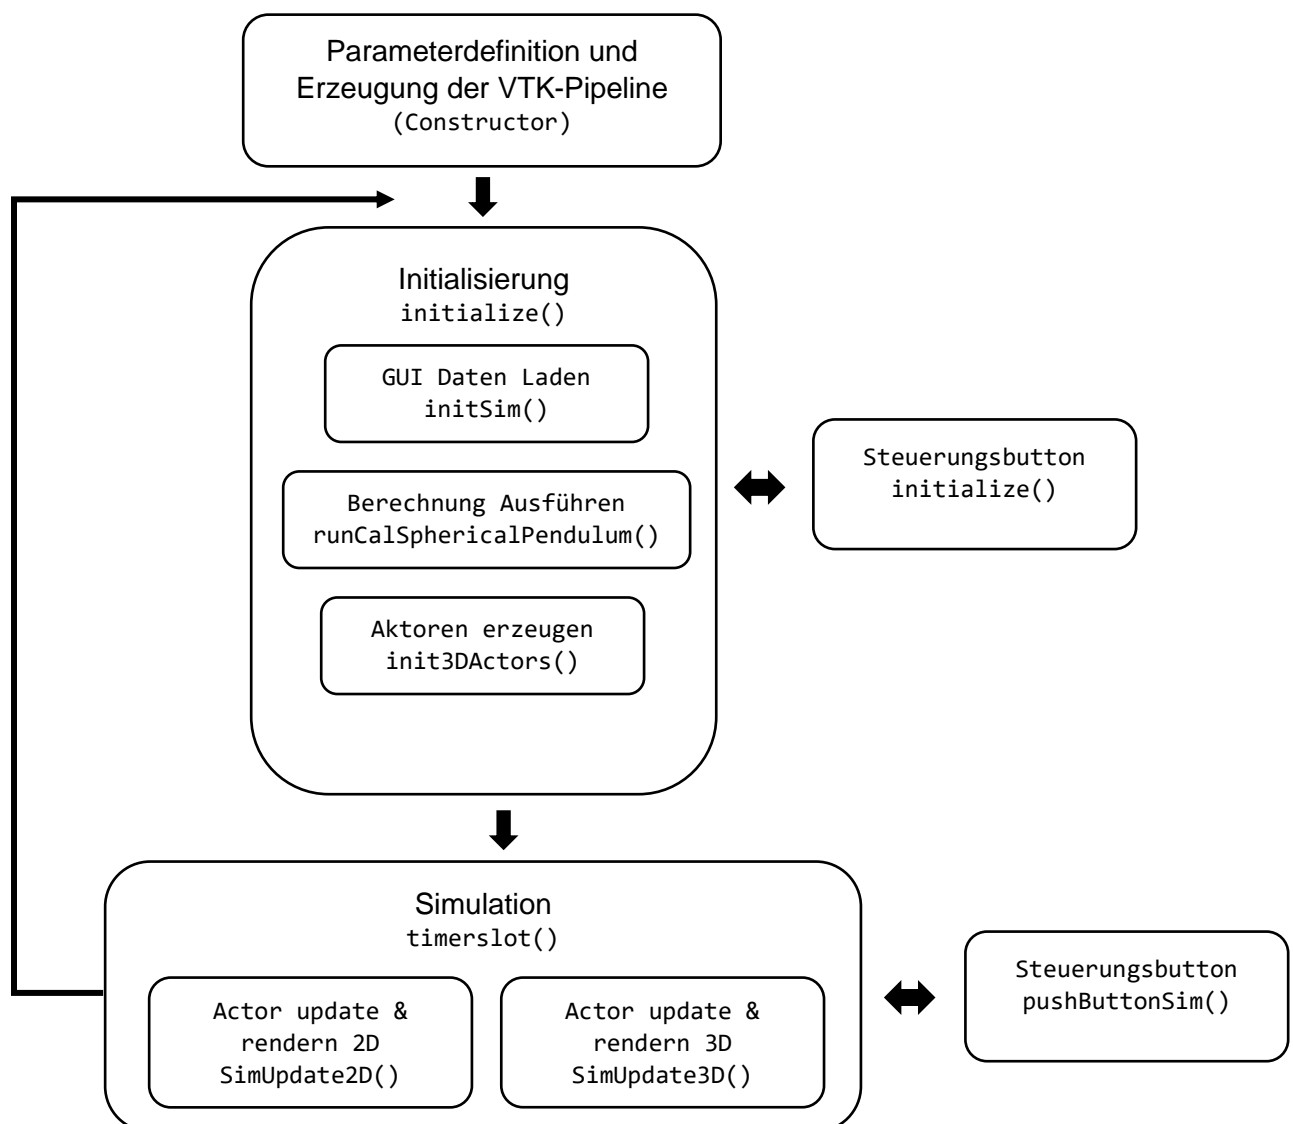 Parameterdefinition und
Erzeugung der VTK-Pipeline
(Constructor)
Initialisierung
initialize()
GUI Daten Laden
initSim()
Berechnung Ausführen
runCalSphericalPendulum()
Aktoren erzeugen
init3DActors()
Steuerungsbutton
initialize()
Simulation
timerslot()
Actor update &
rendern 2D
SimUpdate2D()
Actor update &
rendern 3D
SimUpdate3D()
Steuerungsbutton
pushButtonSim()